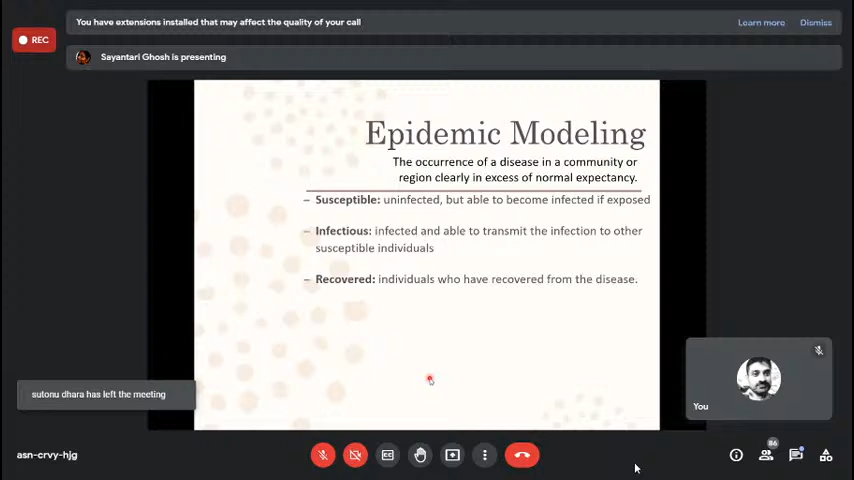 You have extensions installed that may affect the quality of your call
Learn more
Dismiss
REC
Sayantari Ghosh is presenting
Epidemic Modeling
The occurrence of a disease in a community or
region clearly in excess of normal expectancy.
– Susceptible: uninfected, but able to become infected if exposed
– Infectious: infected and able to transmit the infection to other
susceptible individuals
– Recovered: individuals who have recovered from the disease.
sutonu dhara has left the meeting
You
asn-crvy-hjg
CC
86